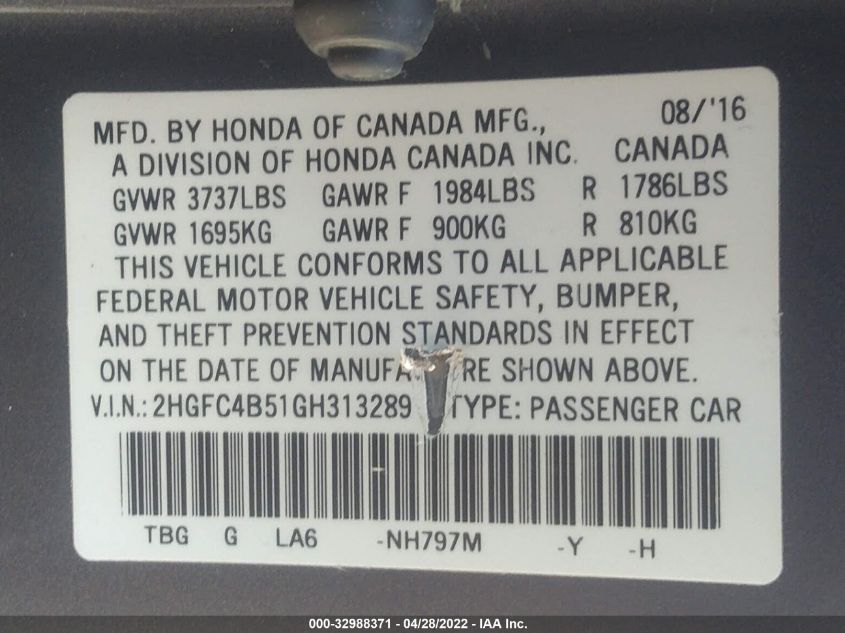 08/'16
MFD. BY HONDA OF CANADA MFG.,
A DIVISION OF HONDA CANADA INC. CANADA
GVWR 3737LBS GAWR F 1984LBS R 1786LBS
GVWR 1695KG GAWR F 900KG R 810KG
THIS VEHICLE CONFORMS TO ALL APPLICABLE
FEDERAL MOTOR VEHICLE SAFETY, BUMPER,
AND THEFT PREVENTION STANDARDS IN EFFECT
ON THE DATE OF MANUFA RE SHOWN ABOVE.
V.I.N.: 2HGFC4B51GH313289 TYPE: PASSENGER CAR
TBG G LA6 -NH797M -Y -H
000-32988371 - 04/28/2022 - IAA Inc.